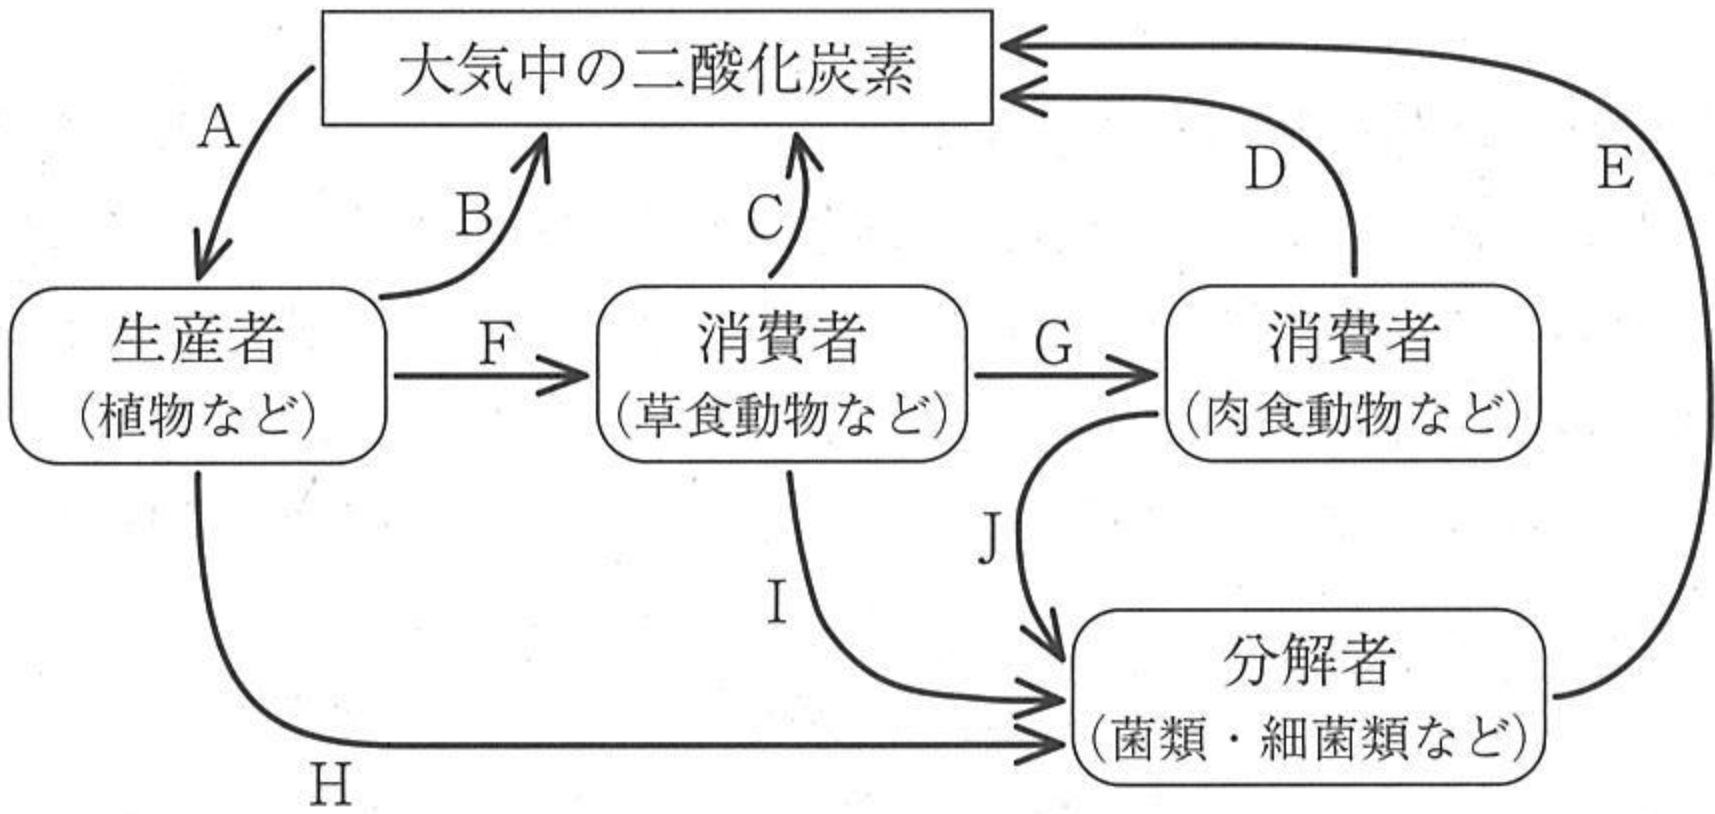 大気中の二酸化炭素
A
B
C
D
E
生産者
(植物など)
F
消費者
(草食動物など)
G
消費者
(肉食動物など)
J
I
分解者
(菌類・細菌類など)
H